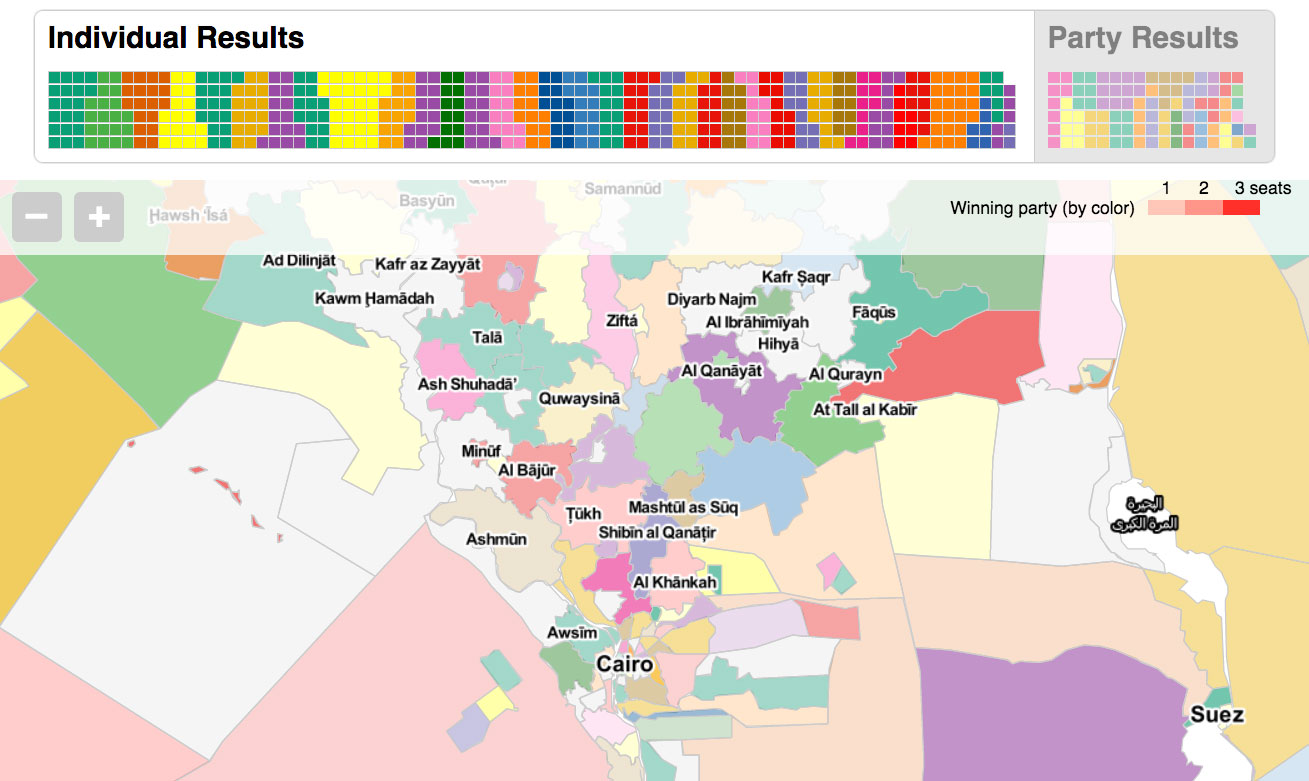 Individual Results
Party Results
−
+
1 2 3 seats
Winning party (by color)
Quṭūr
Samannūd
Basyūn
Ḩawsh ‘Īsá
Ad Dilinjāt
Kafr az Zayyāt
Kafr Şaqr
Kawm Ḩamādah
Diyarb Najm
Fāqūs
Ziftá
Al Ibrāhīmīyah
Talā
Hihyā
Al Qanāyāt
Al Qurayn
Ash Shuhadā’
Quwaysinā
At Tall al Kabīr
Minūf
Al Bājūr
Mashtūl as Sūq
Ţūkh
البحيرة
المرة الكبرى
Shibīn al Qanāţir
Ashmūn
Al Khānkah
Awsīm
Cairo
Suez